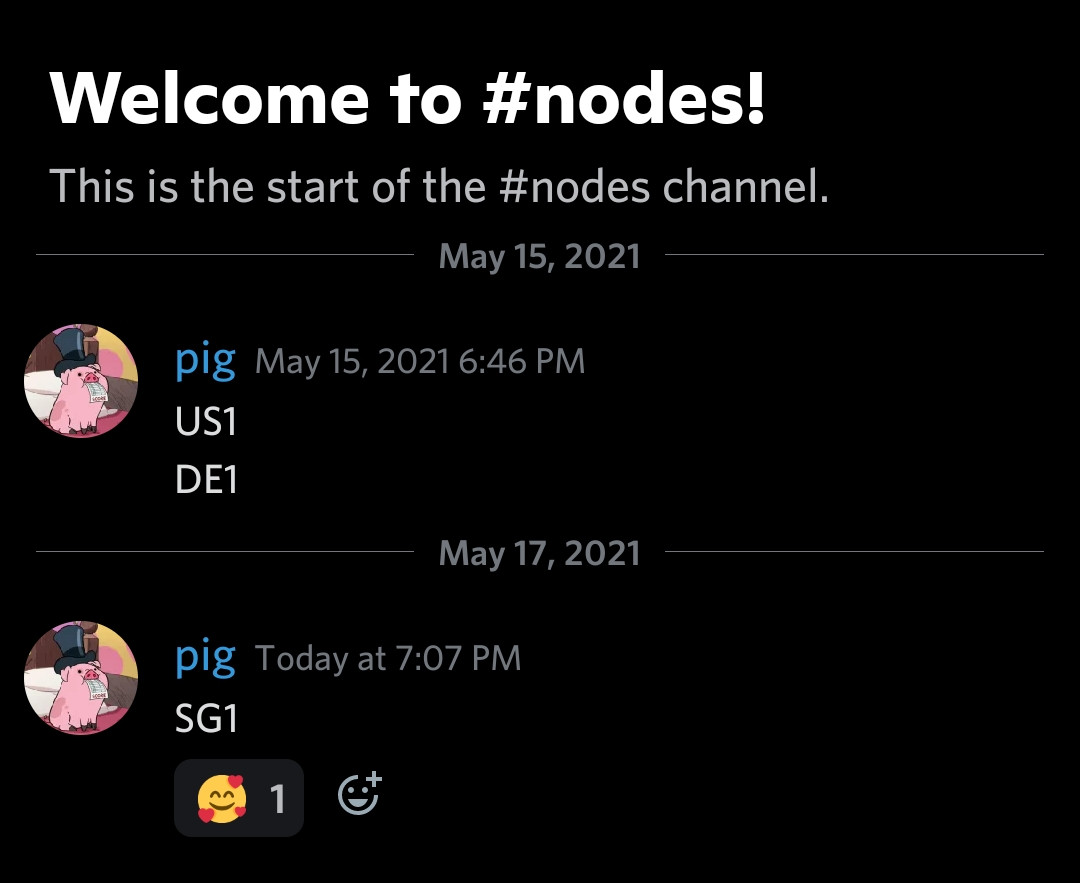 Welcome to #nodes!
This is the start of the #nodes channel.
May 15, 2021
pig May 15, 2021 6:46 PM
US1
DE1
May 17, 2021
pig Today at 7:07 PM
SG1
🥰 1